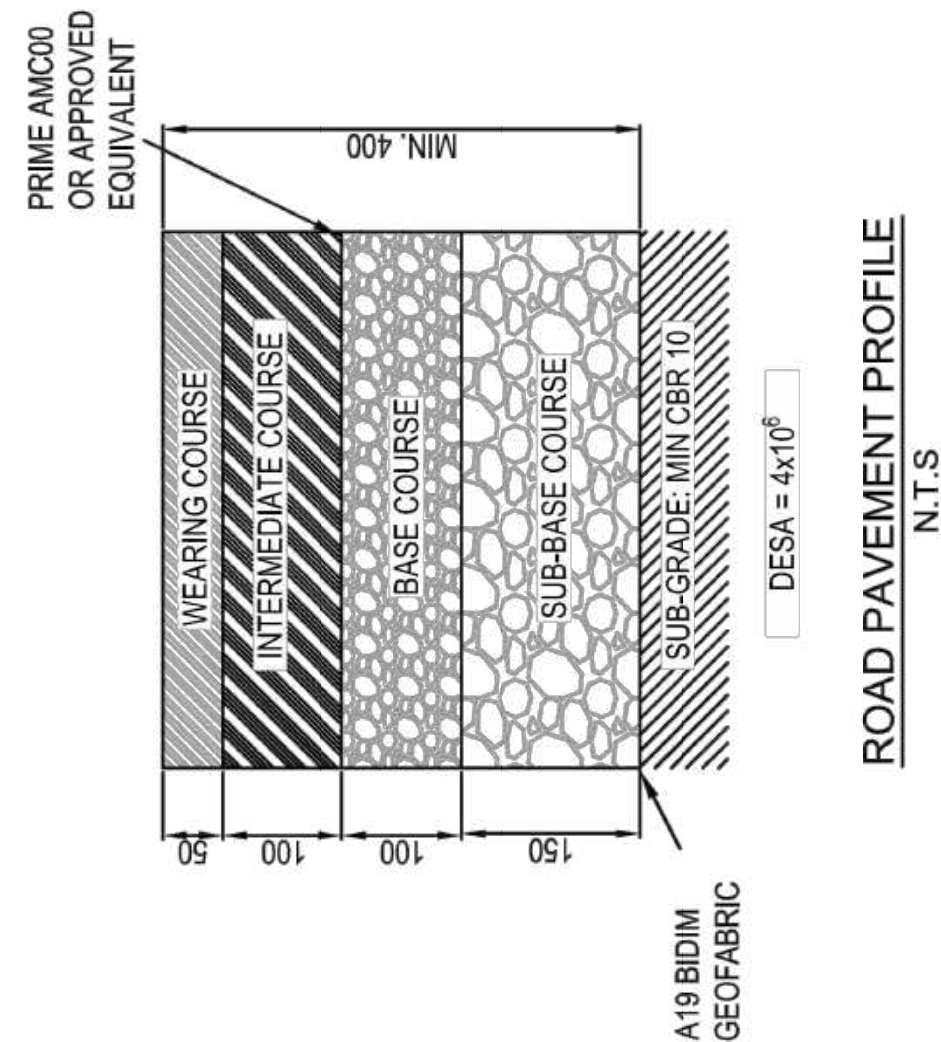 PRIME AMC00
OR APPROVED
EQUIVALENT
MIN. 400
50
WEARING COURSE
100
INTERMEDIATE COURSE
100
BASE COURSE
150
SUB-BASE COURSE
SUB-GRADE: MIN CBR 10
A19 BIDIM
GEOFABRIC
DESA = 4x10⁶
ROAD PAVEMENT PROFILE
N.T.S